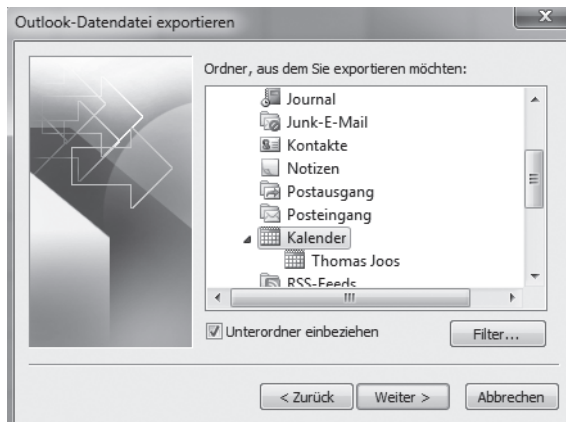 Outlook-Datendatei exportieren
Ordner, aus dem Sie exportieren möchten:
Journal
Junk-E-Mail
Kontakte
Notizen
Postausgang
Posteingang
Kalender
Thomas Joos
RSS-Feeds
Unterordner einbeziehen
Filter...
< Zurück
Weiter >
Abbrechen